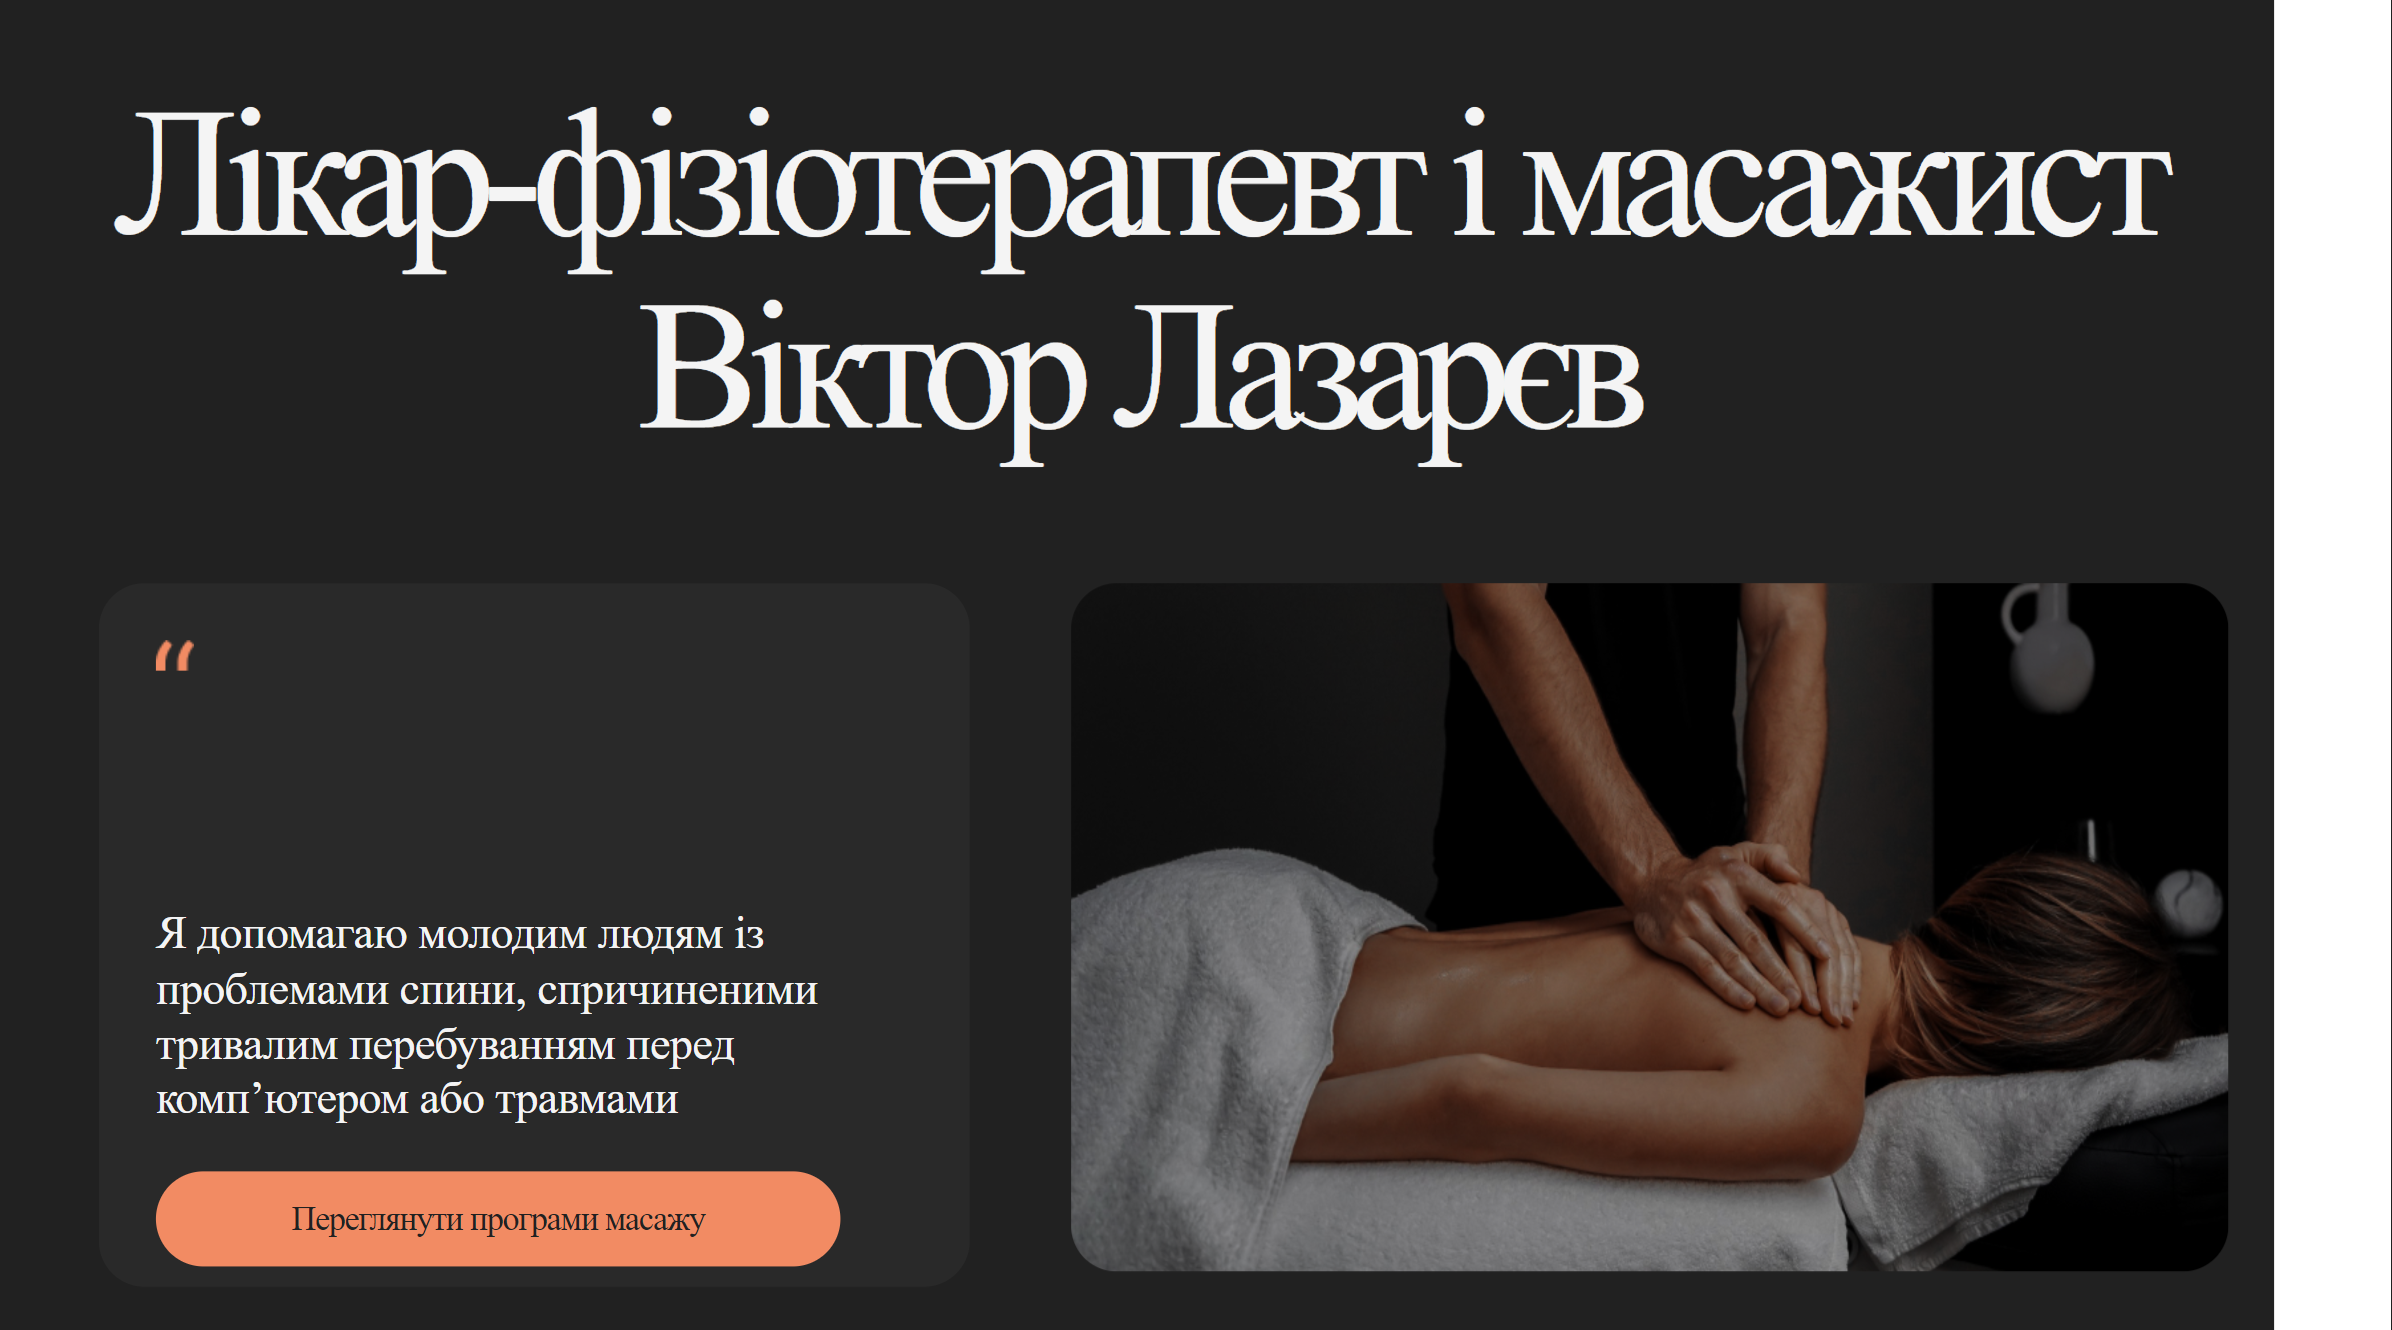 Лікар-фізіотерапевт і масажист
Віктор Лазарєв
“
Я допомагаю молодим людям із
проблемами спини, спричиненими
тривалим перебуванням перед
комп’ютером або травмами
Переглянути програми масажу